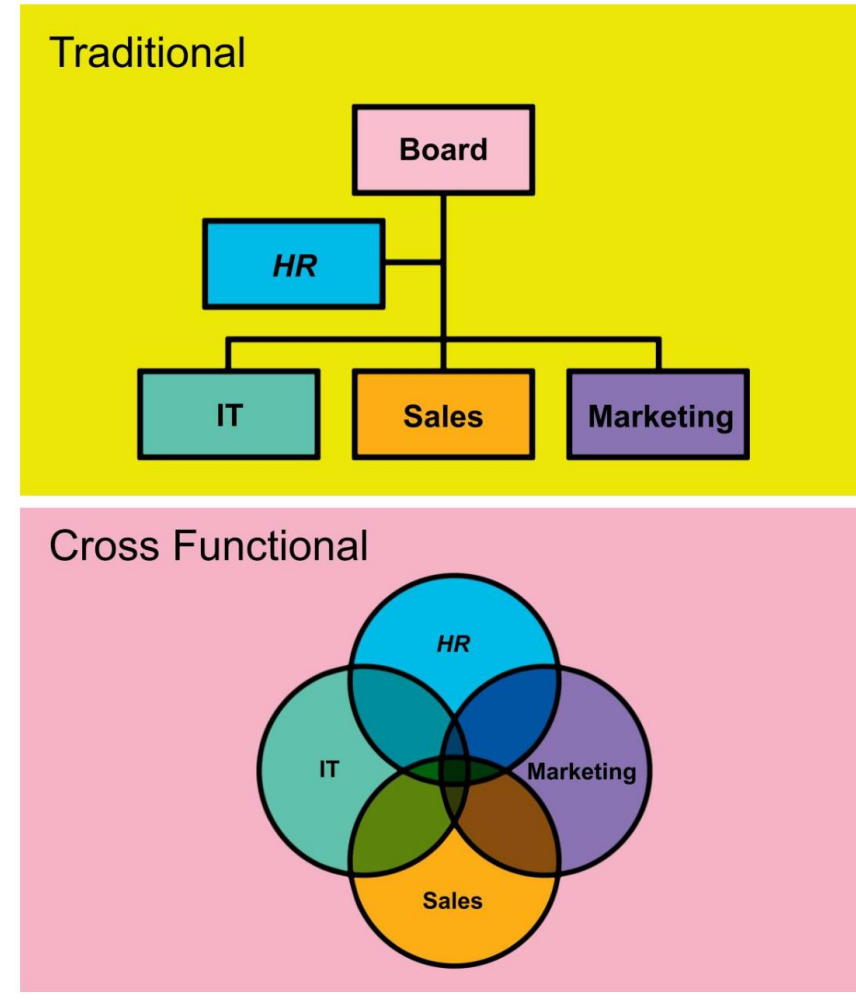 Traditional
Board
HR
IT
Sales
Marketing
Cross Functional
HR
IT
Marketing
Sales